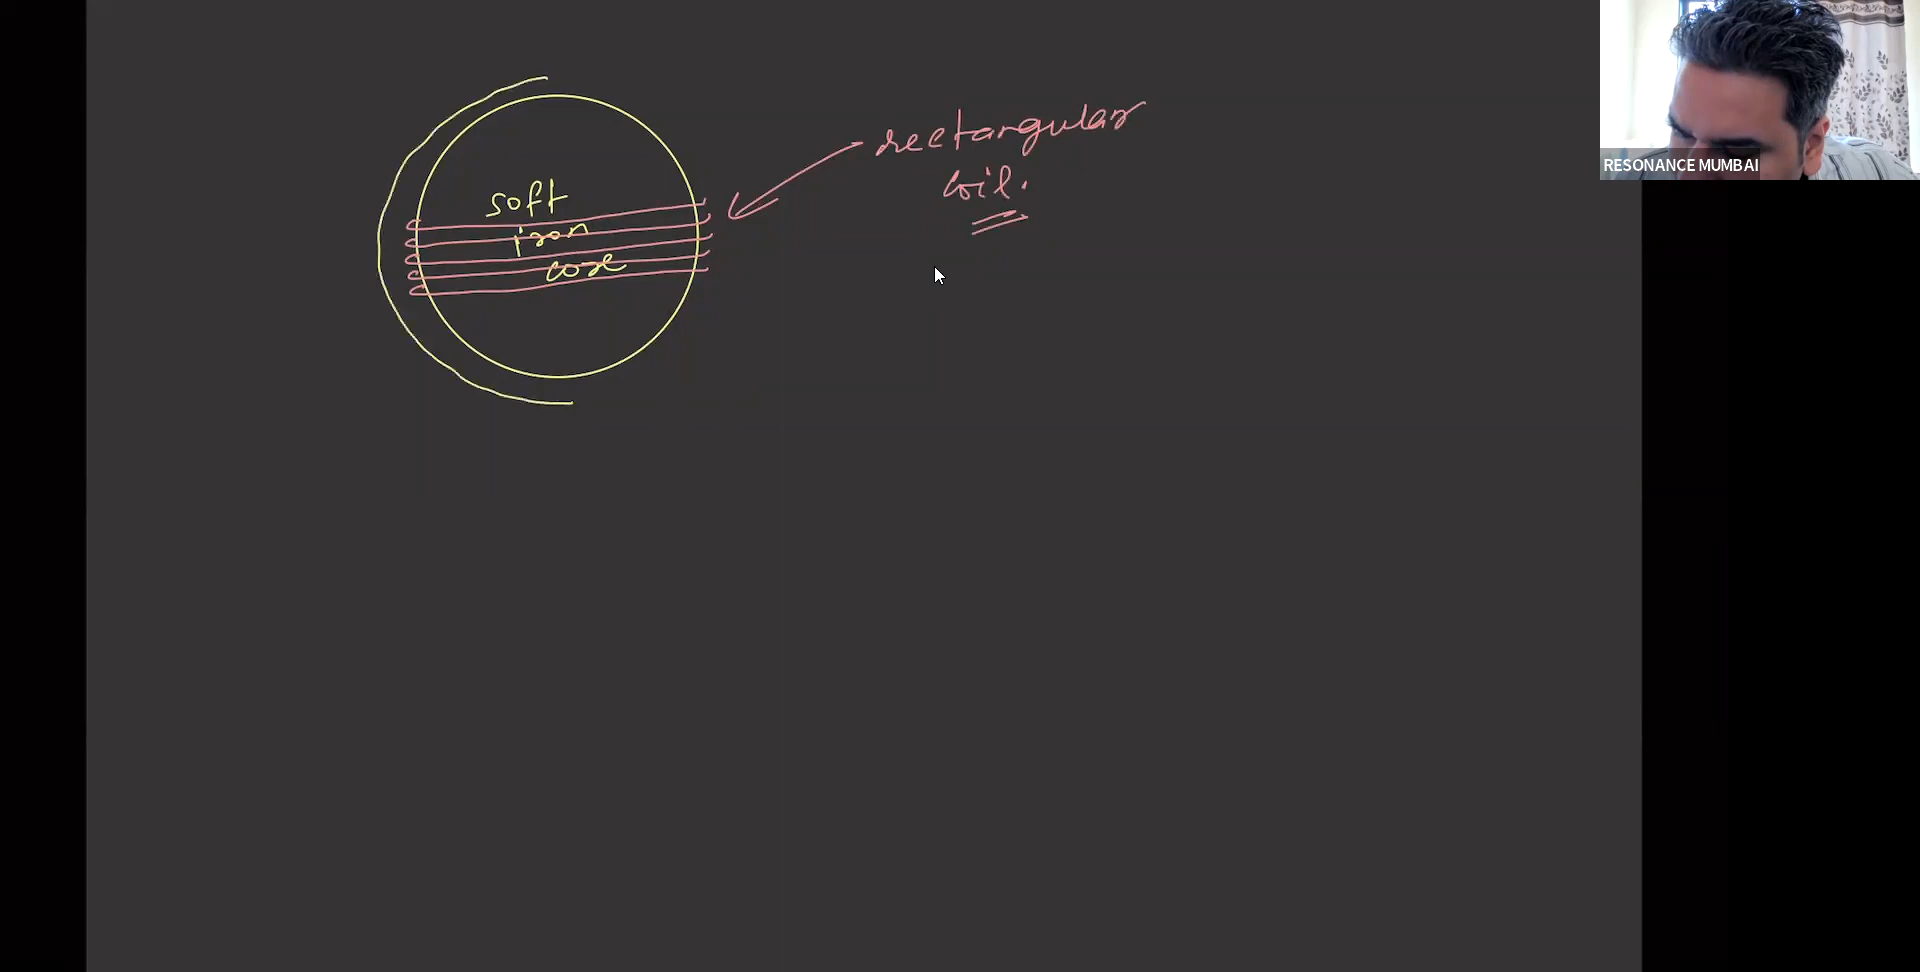 rectangular
coil.
soft
iron
core
RESONANCE MUMBAI